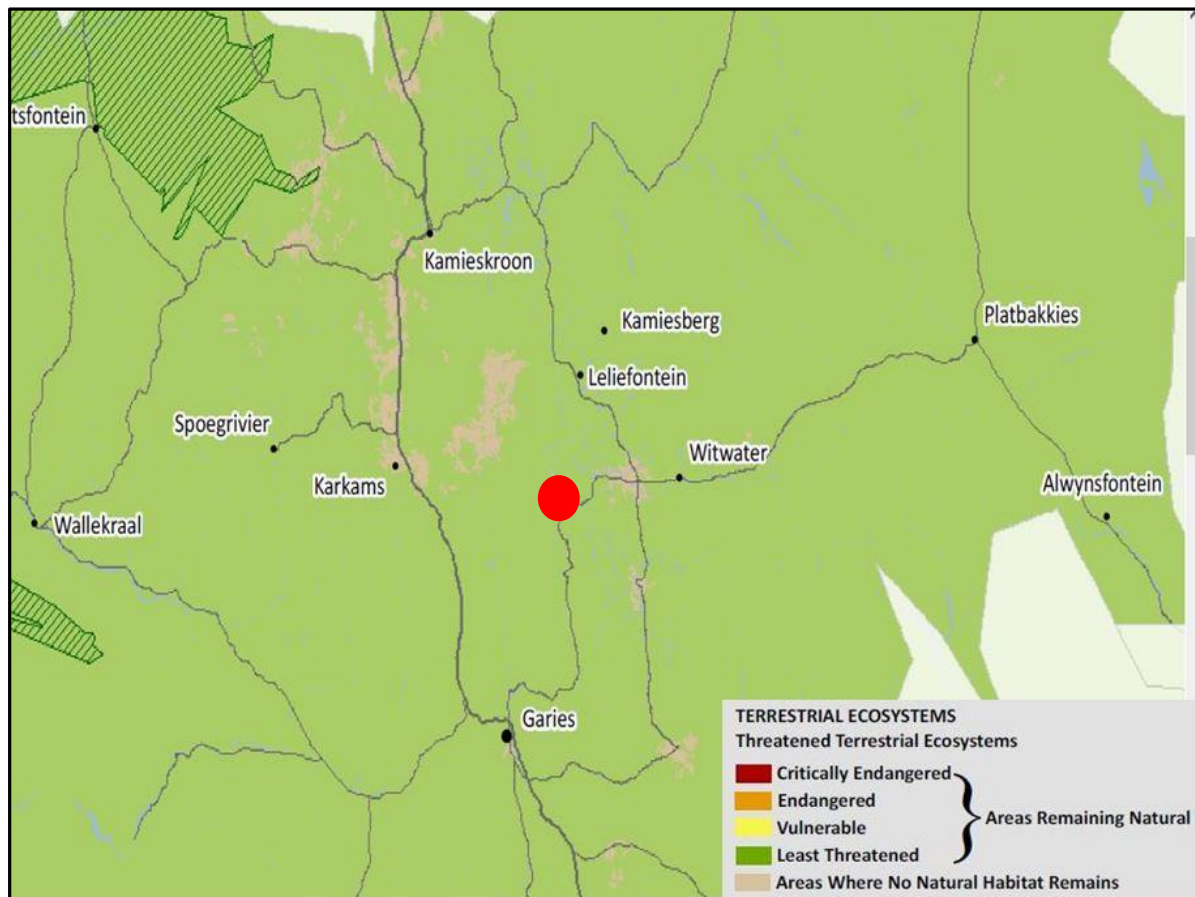 tsfontein
Kamieskroon
Kamiesberg
Platbakkies
Leliefontein
Spoegrivier
Witwater
Karkams
Alwynsfontein
Wallekraal
Garies
TERRESTRIAL ECOSYSTEMS
Threatened Terrestrial Ecosystems
Critically Endangered
Endangered
Areas Remaining Natural
Vulnerable
Least Threatened
Areas Where No Natural Habitat Remains